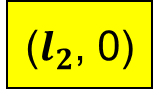 (l₂, 0)